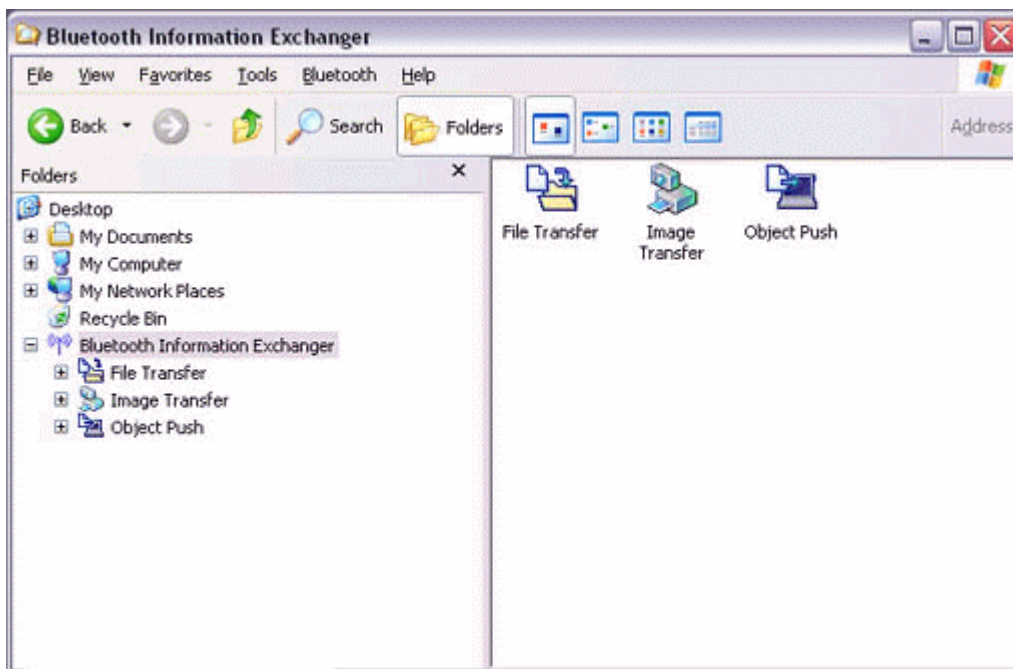 Bluetooth Information Exchanger
File View Favorites Tools Bluetooth Help
Back Search Folders Address
Folders
Desktop
My Documents
My Computer
My Network Places
Recycle Bin
Bluetooth Information Exchanger
File Transfer
Image Transfer
Object Push
File Transfer
Image
Transfer
Object Push